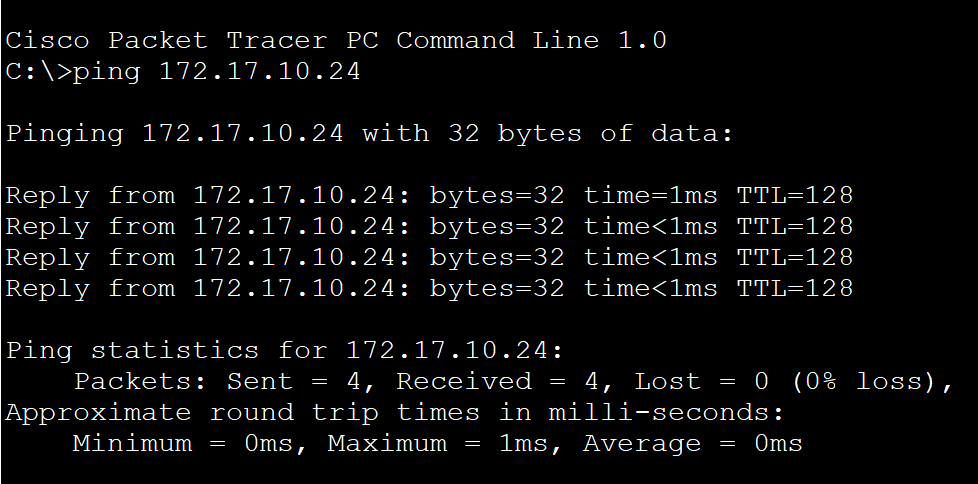 Cisco Packet Tracer PC Command Line 1.0
C:\>ping 172.17.10.24
Pinging 172.17.10.24 with 32 bytes of data:
Reply from 172.17.10.24: bytes=32 time=1ms TTL=128
Reply from 172.17.10.24: bytes=32 time<1ms TTL=128
Reply from 172.17.10.24: bytes=32 time<1ms TTL=128
Reply from 172.17.10.24: bytes=32 time<1ms TTL=128
Ping statistics for 172.17.10.24:
Packets: Sent = 4, Received = 4, Lost = 0 (0% loss),
Approximate round trip times in milli-seconds:
Minimum = 0ms, Maximum = 1ms, Average = 0ms